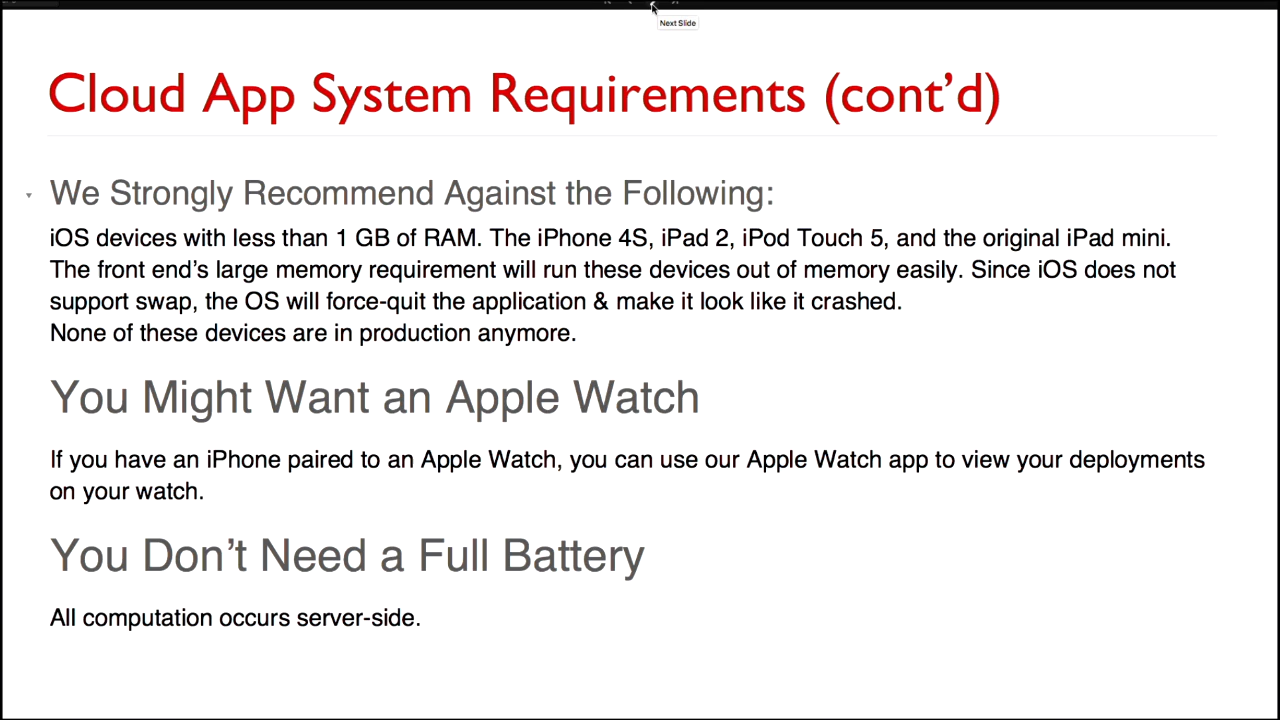 Next Slide
Cloud App System Requirements (cont’d)
We Strongly Recommend Against the Following:
iOS devices with less than 1 GB of RAM. The iPhone 4S, iPad 2, iPod Touch 5, and the original iPad mini.
The front end’s large memory requirement will run these devices out of memory easily. Since iOS does not
support swap, the OS will force-quit the application & make it look like it crashed.
None of these devices are in production anymore.
You Might Want an Apple Watch
If you have an iPhone paired to an Apple Watch, you can use our Apple Watch app to view your deployments
on your watch.
You Don’t Need a Full Battery
All computation occurs server-side.